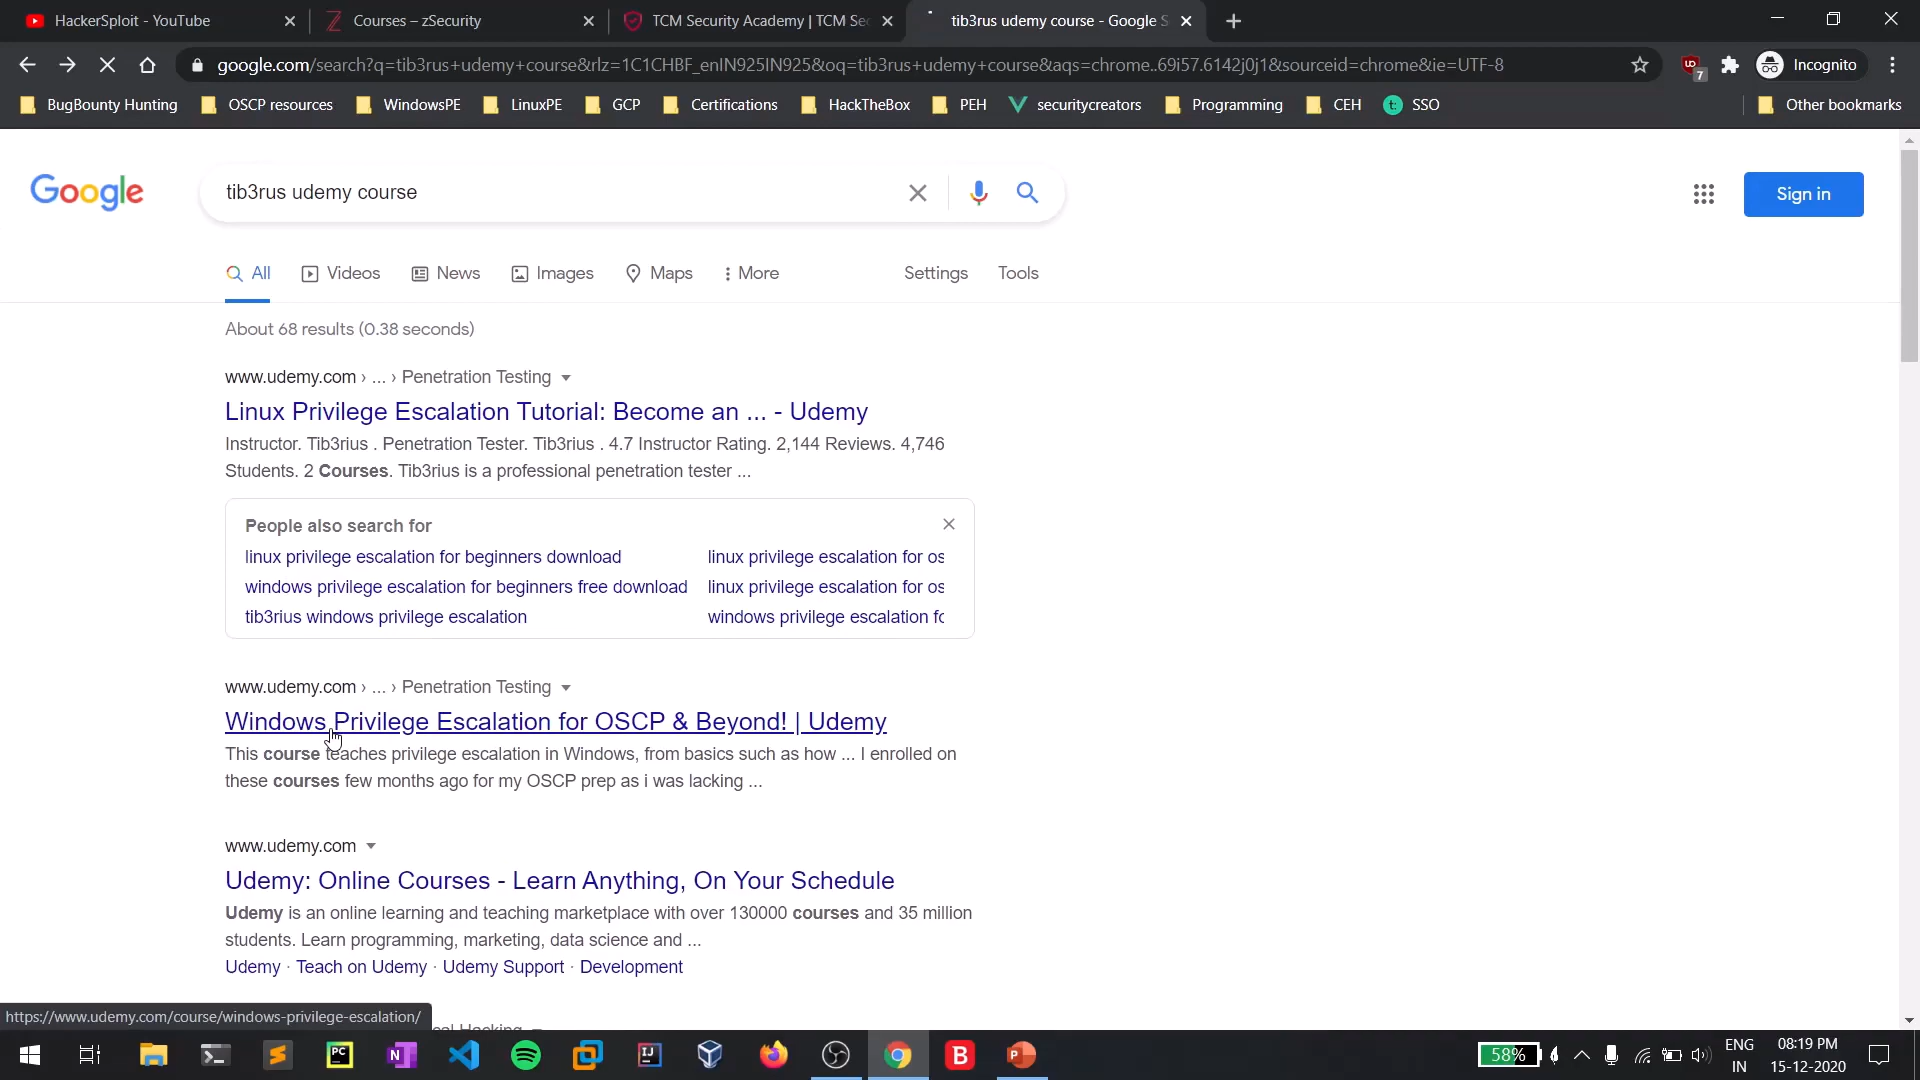 HackerSploit - YouTube
Courses – zSecurity
TCM Security Academy | TCM Sec
tib3rus udemy course - Google S
google.com/search?q=tib3rus+udemy+course&rlz=1C1CHBF_enIN925IN925&oq=tib3rus+udemy+course&aqs=chrome..69i57.6142j0j1&sourceid=chrome&ie=UTF-8
7
Incognito
BugBounty Hunting
OSCP resources
WindowsPE
LinuxPE
GCP
Certifications
HackTheBox
PEH
securitycreators
Programming
CEH
t:
SSO
Other bookmarks
Google
tib3rus udemy course
Sign in
All
Videos
News
Images
Maps
More
Settings
Tools
About 68 results (0.38 seconds)
www.udemy.com › ... › Penetration Testing
Linux Privilege Escalation Tutorial: Become an ... - Udemy
Instructor. Tib3rius . Penetration Tester. Tib3rius . 4.7 Instructor Rating. 2,144 Reviews. 4,746
Students. 2 Courses. Tib3rius is a professional penetration tester ...
People also search for
linux privilege escalation for beginners download
linux privilege escalation for os
windows privilege escalation for beginners free download
linux privilege escalation for os
tib3rius windows privilege escalation
windows privilege escalation fo
www.udemy.com › ... › Penetration Testing
Windows Privilege Escalation for OSCP & Beyond! | Udemy
This course teaches privilege escalation in Windows, from basics such as how ... I enrolled on
these courses few months ago for my OSCP prep as i was lacking ...
www.udemy.com
Udemy: Online Courses - Learn Anything, On Your Schedule
Udemy is an online learning and teaching marketplace with over 130000 courses and 35 million
students. Learn programming, marketing, data science and ...
Udemy · Teach on Udemy · Udemy Support · Development
https://www.udemy.com/course/windows-privilege-escalation/
PC
N
IJ
B
P
58%
ENG
IN
08:19 PM
15-12-2020